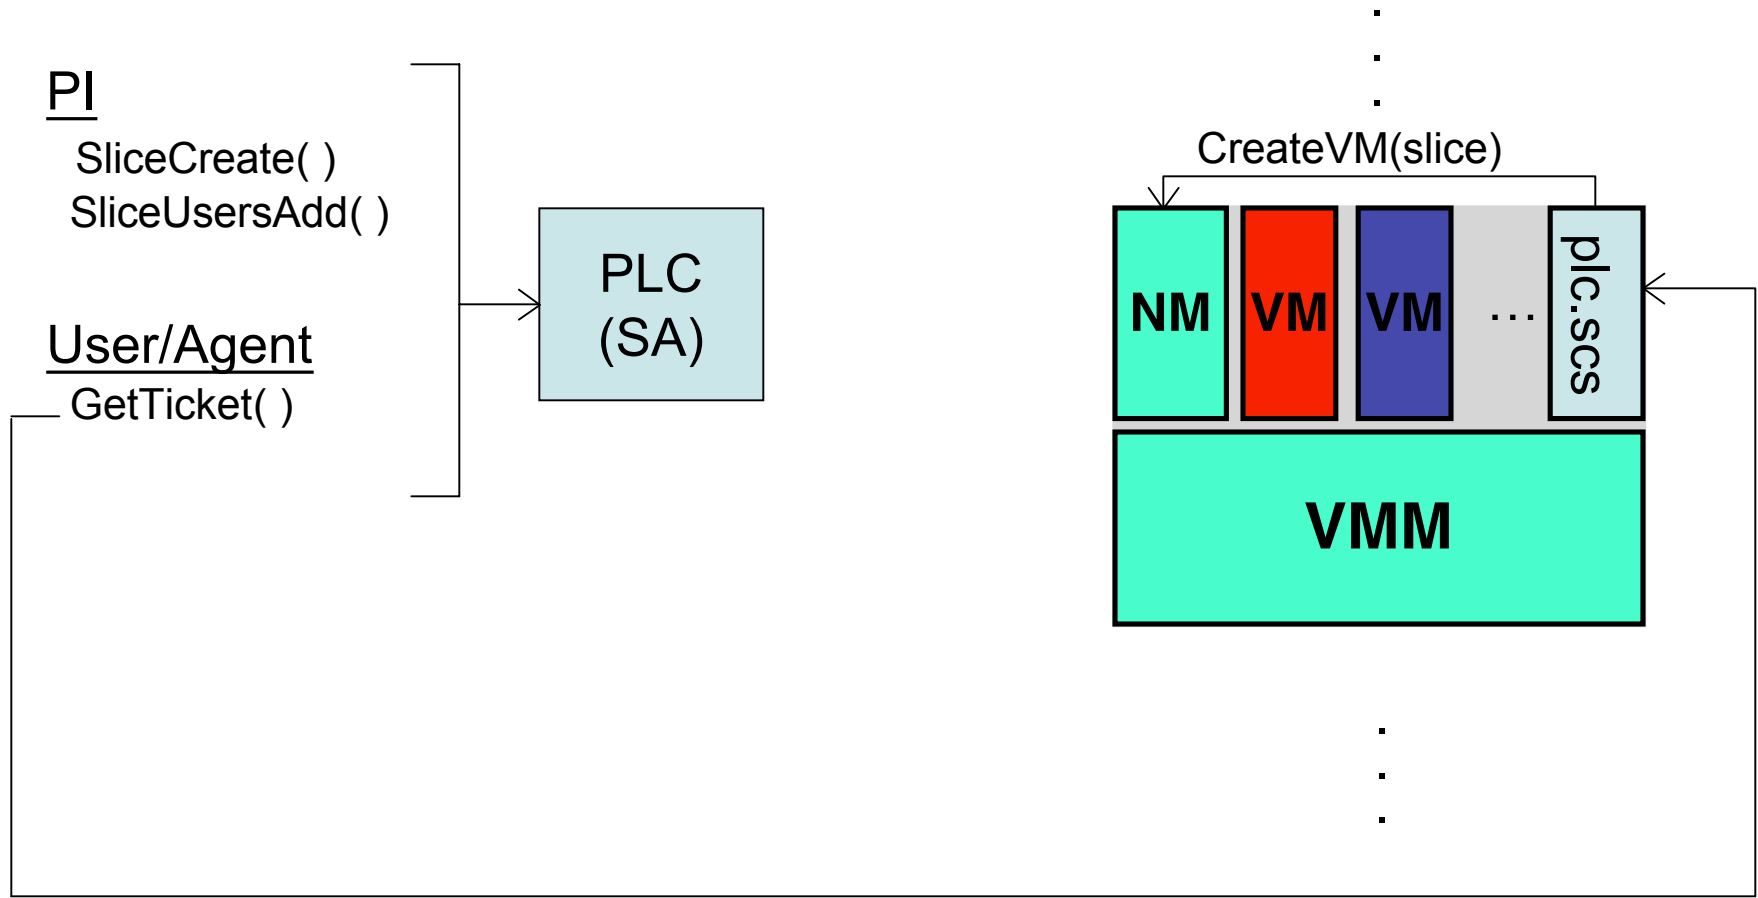 PI
SliceCreate( )
SliceUsersAdd( )
User/Agent
GetTicket( )
PLC
(SA)
.
.
.
CreateVM(slice)
NM
VM
VM
…
plc.scs
VMM
.
.
.